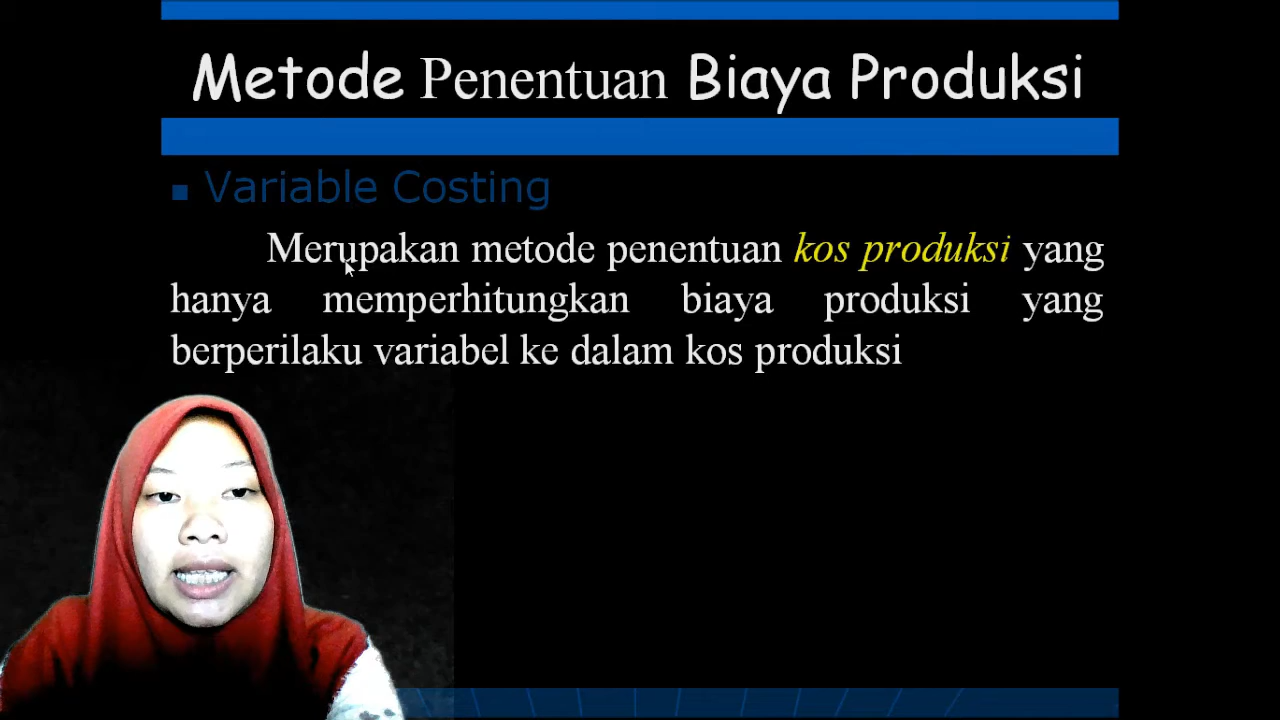 Metode Penentuan Biaya Produksi
Variable Costing
Merupakan metode penentuan kos produksi yang
hanya memperhitungkan biaya produksi yang
berperilaku variabel ke dalam kos produksi